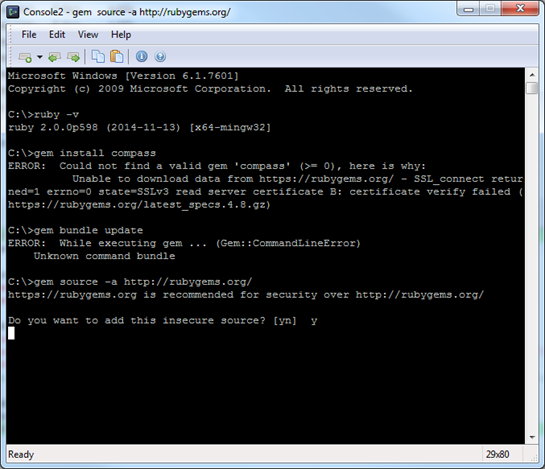 Console2 - gem  source -a http://rubygems.org/
File Edit View Help
Microsoft Windows [Version 6.1.7601]
Copyright (c) 2009 Microsoft Corporation.  All rights reserved.
C:\>ruby -v
ruby 2.0.0p598 (2014-11-13) [x64-mingw32]
C:\>gem install compass
ERROR:  Could not find a valid gem 'compass' (>= 0), here is why:
          Unable to download data from https://rubygems.org/ - SSL_connect retur
ned=1 errno=0 state=SSLv3 read server certificate B: certificate verify failed (
https://rubygems.org/latest_specs.4.8.gz)
C:\>gem bundle update
ERROR:  While executing gem ... (Gem::CommandLineError)
    Unknown command bundle
C:\>gem source -a http://rubygems.org/
https://rubygems.org is recommended for security over http://rubygems.org/
Do you want to add this insecure source? [yn]  y
Ready
29x80